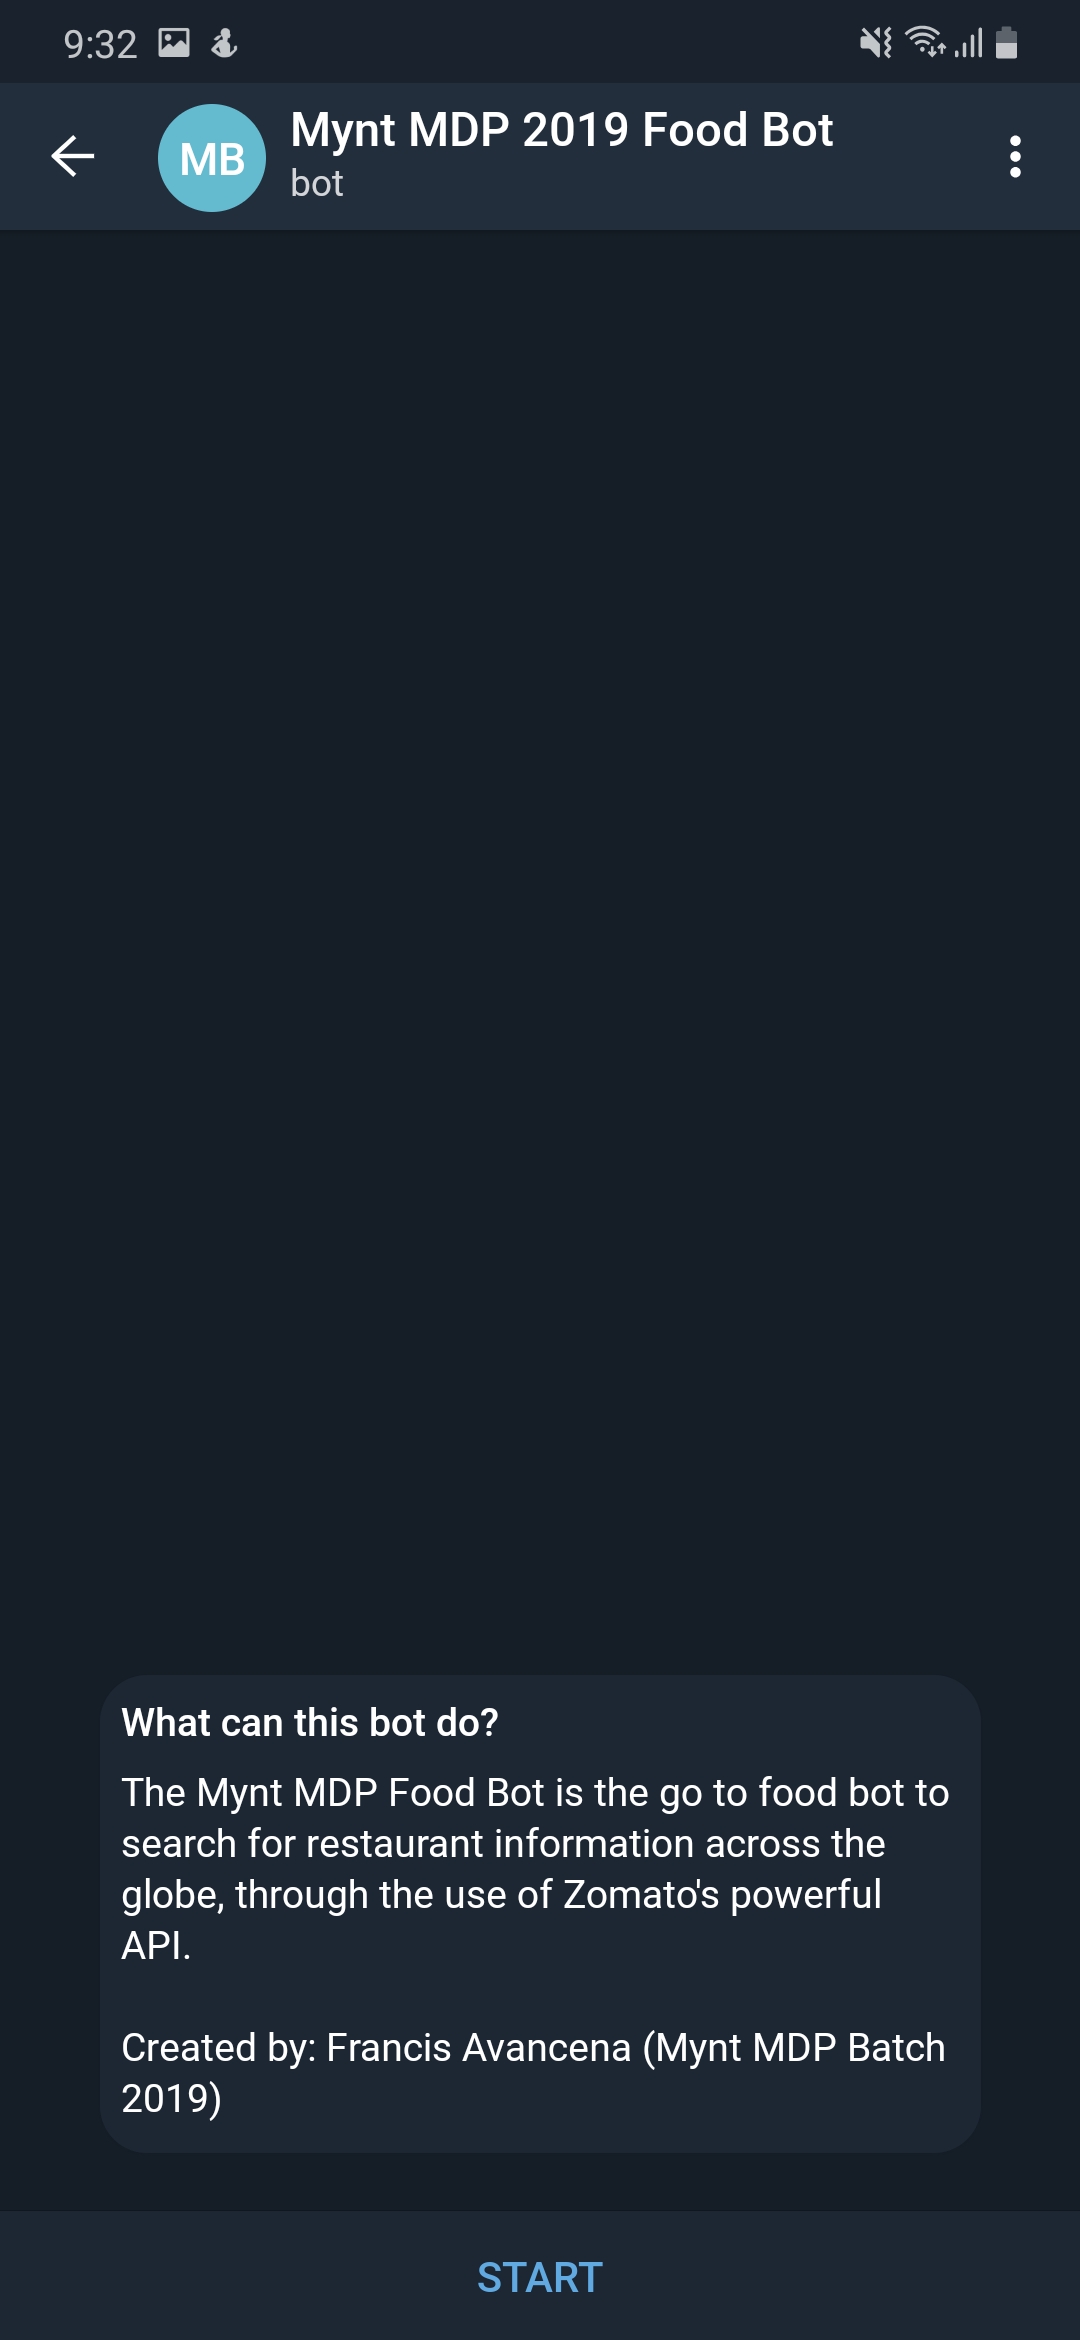 9:32
MB
Mynt MDP 2019 Food Bot
bot
What can this bot do?
The Mynt MDP Food Bot is the go to food bot to
search for restaurant information across the
globe, through the use of Zomato's powerful
API.
Created by: Francis Avancena (Mynt MDP Batch
2019)
START